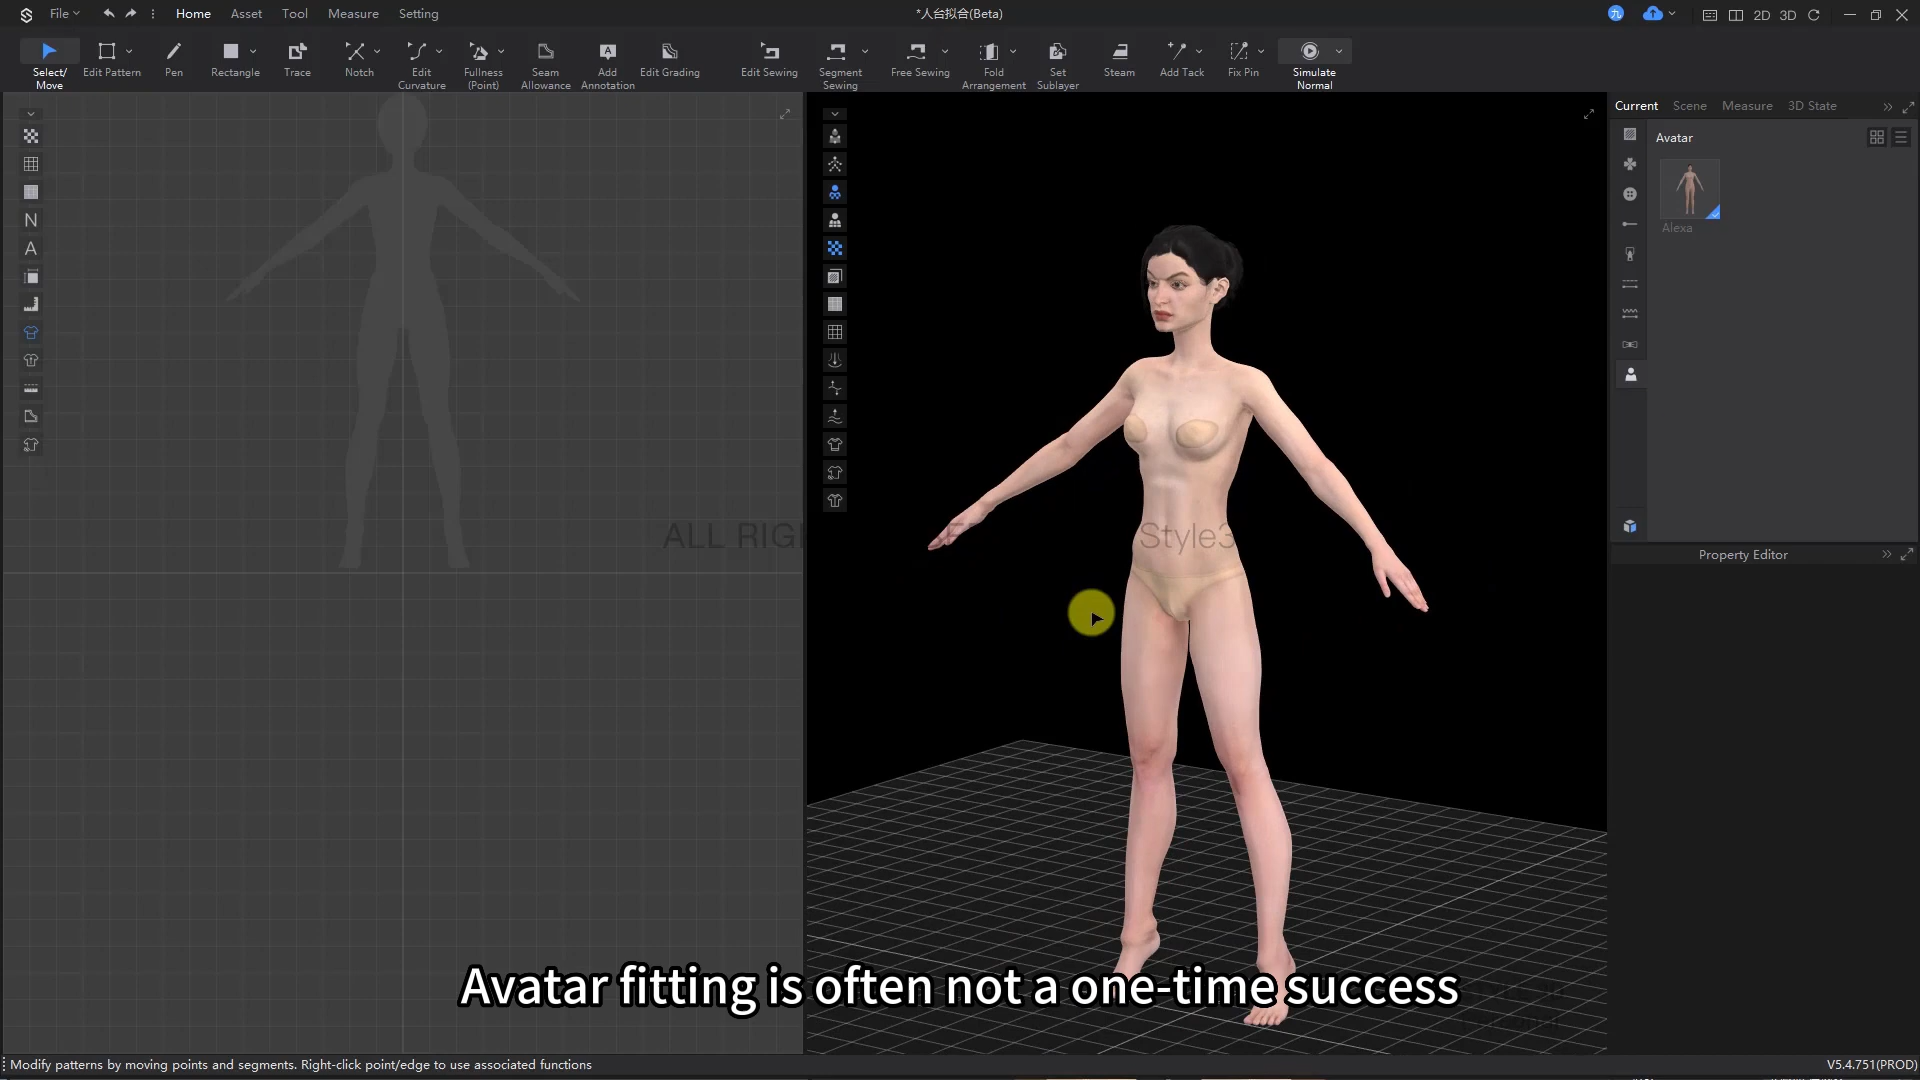 File
Home
Asset
Tool
Measure
Setting
*人台拟合(Beta)
九
2D
3D
Select/
Move
Edit Pattern
Pen
Rectangle
Trace
Notch
Edit
Curvature
Fullness
(Point)
Seam
Allowance
Add
Annotation
Edit Grading
Edit Sewing
Segment
Sewing
Free Sewing
Fold
Arrangement
Set
Sublayer
Steam
Add Tack
Fix Pin
Simulate
Normal
Current
Scene
Measure
3D State
Avatar
Alexa
Property Editor
N
A
ALL RIG
Style3
Avatar fitting is often not a one-time success
Modify patterns by moving points and segments. Right-click point/edge to use associated functions
V5.4.751(PROD)